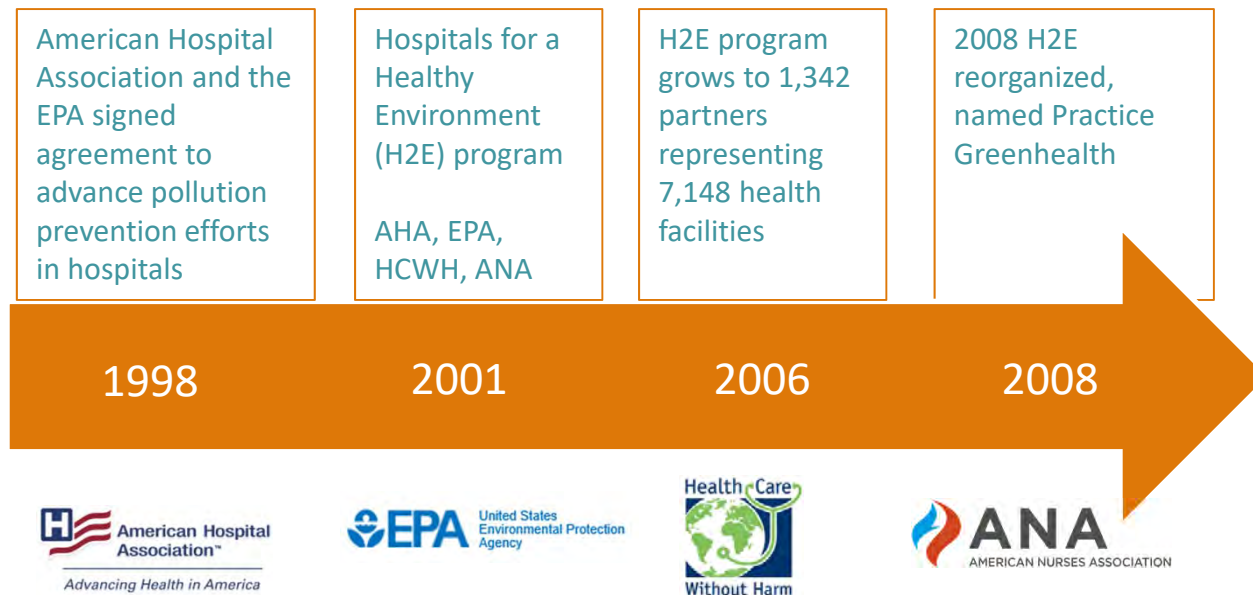 American Hospital
Association and the
EPA signed
agreement to
advance pollution
prevention efforts
in hospitals
Hospitals for a
Healthy
Environment
(H2E) program
AHA, EPA,
HCWH, ANA
H2E program
grows to 1,342
partners
representing
7,148 health
facilities
2008 H2E
reorganized,
named Practice
Greenhealth
1998
2001
2006
2008
H
American Hospital
Association™
Advancing Health in America
EPA
United States
Environmental Protection
Agency
Health Care
Without Harm
ANA
AMERICAN NURSES ASSOCIATION